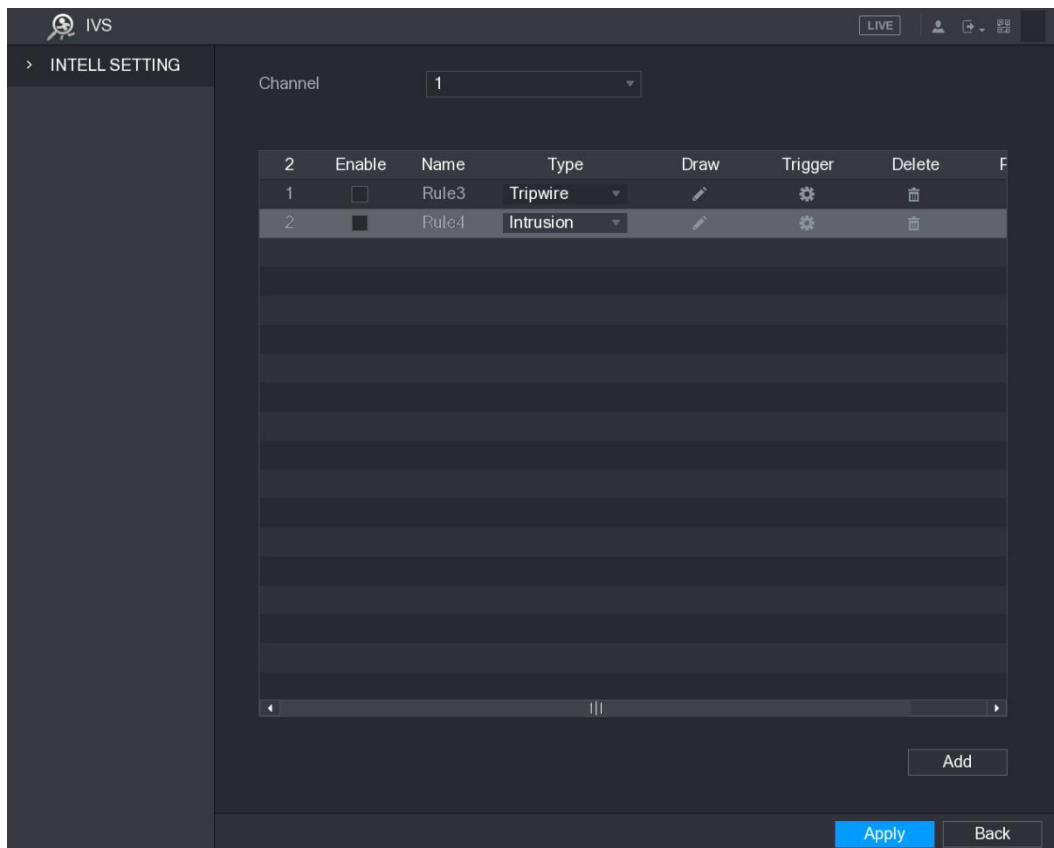 IVS LIVE
INTELL SETTING
Channel 1
2 Enable Name Type Draw Trigger Delete
1 Rule3 Tripwire
2 Rule4 Intrusion
Add
Apply Back